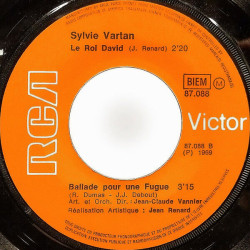 Sylvie Vartan
Le Roi David (J. Renard) 2'20
BIEM
M
87.088
RCA
Victor
87.088 B
(P) 1969
Ballade pour une Fugue 3'15
(R. Dumas - J.J. Debout)
Arr. et Orch. Dir.: Jean-Claude Vannier
Réalisation Artistique : Jean Renard